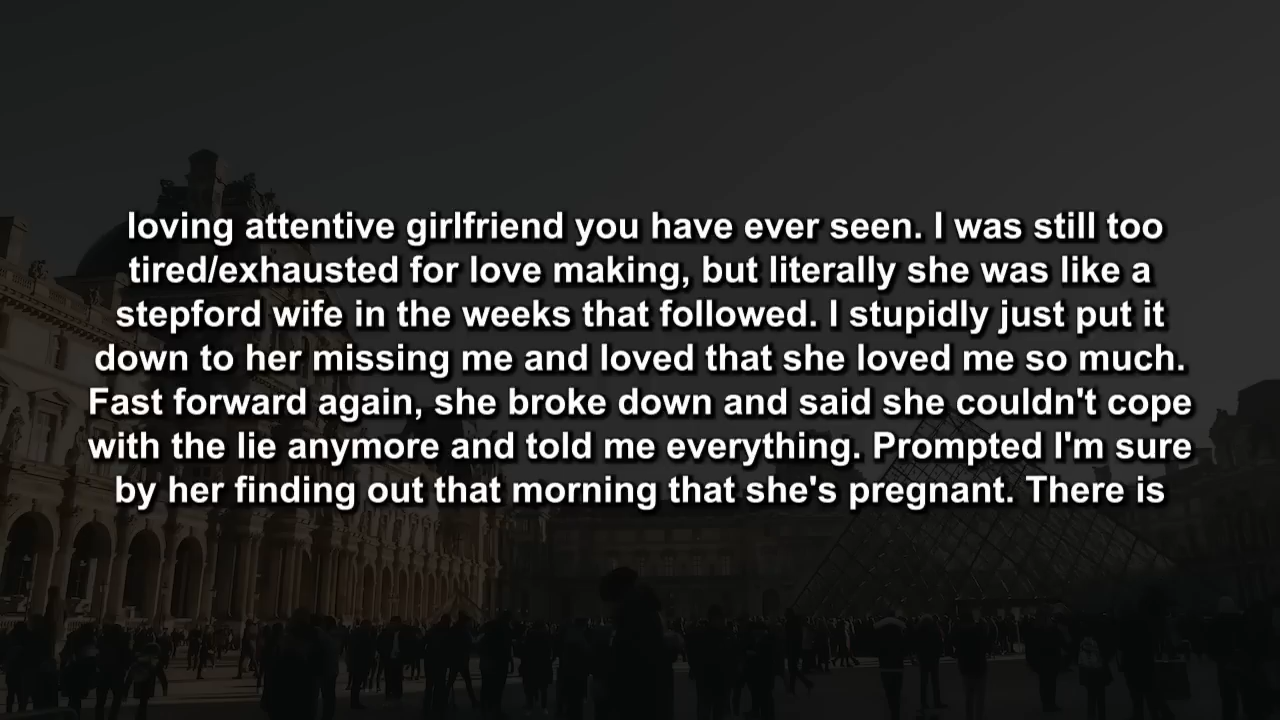 loving attentive girlfriend you have ever seen. I was still too
tired/exhausted for love making, but literally she was like a
stepford wife in the weeks that followed. I stupidly just put it
down to her missing me and loved that she loved me so much.
Fast forward again, she broke down and said she couldn't cope
with the lie anymore and told me everything. Prompted I'm sure
by her finding out that morning that she's pregnant. There is